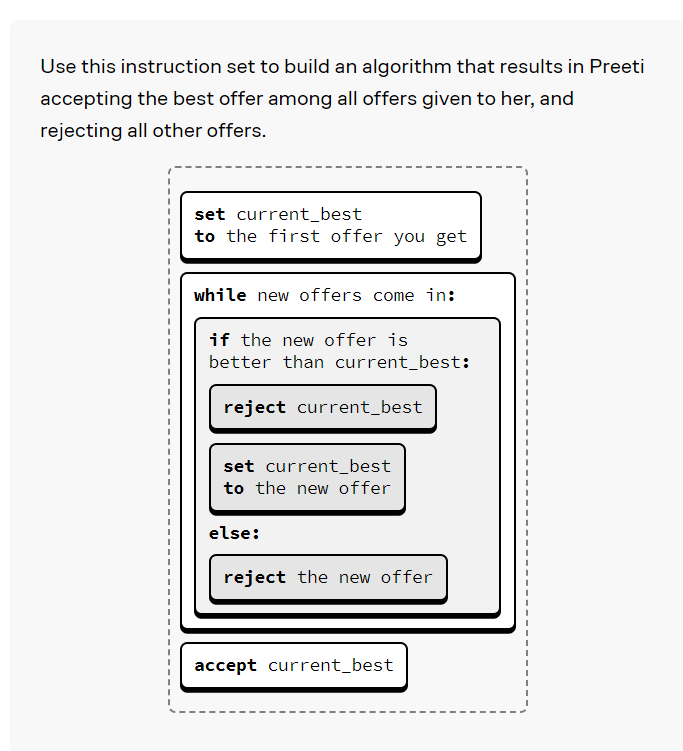 Use this instruction set to build an algorithm that results in Preeti
accepting the best offer among all offers given to her, and
rejecting all other offers.
set current_best
to the first offer you get
while new offers come in:
if the new offer is
better than current_best:
reject current_best
set current_best
to the new offer
else:
reject the new offer
accept current_best